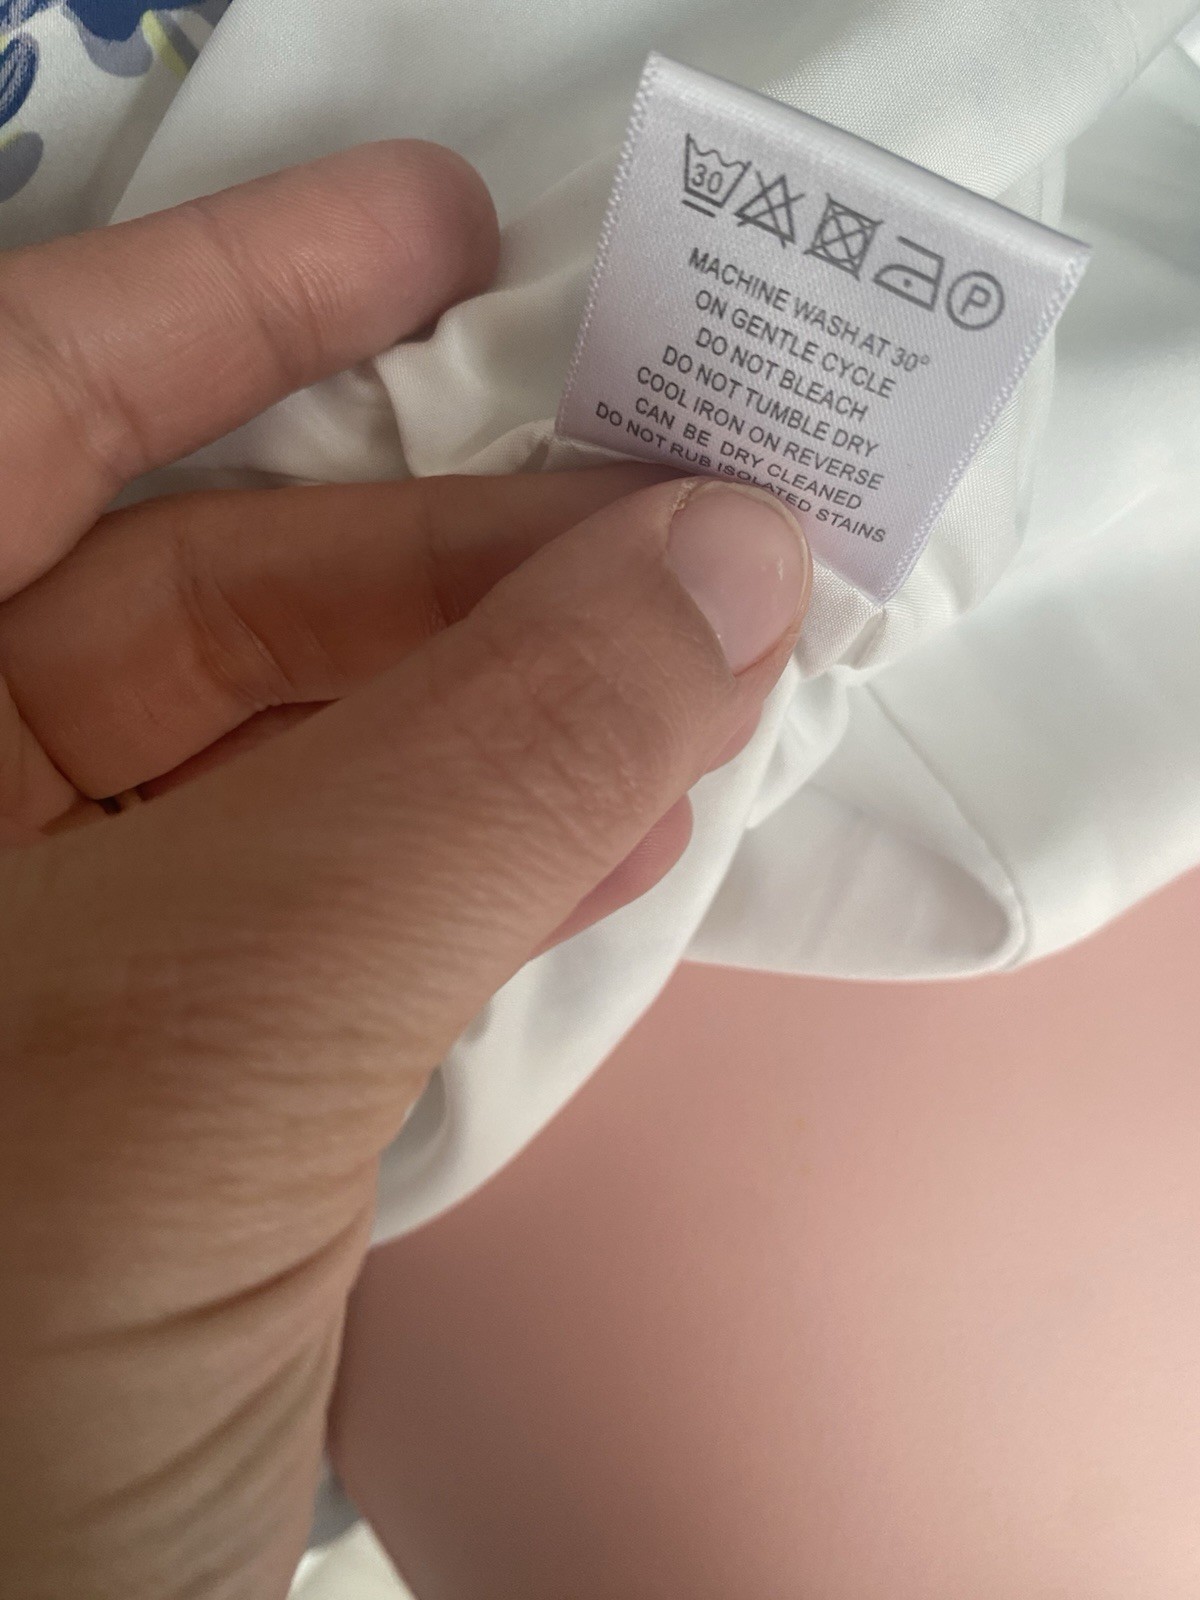 30 P
MACHINE WASH AT 30°
ON GENTLE CYCLE
DO NOT BLEACH
DO NOT TUMBLE DRY
COOL IRON ON REVERSE
CAN BE DRY CLEANED
DO NOT RUB ISOLATED STAINS